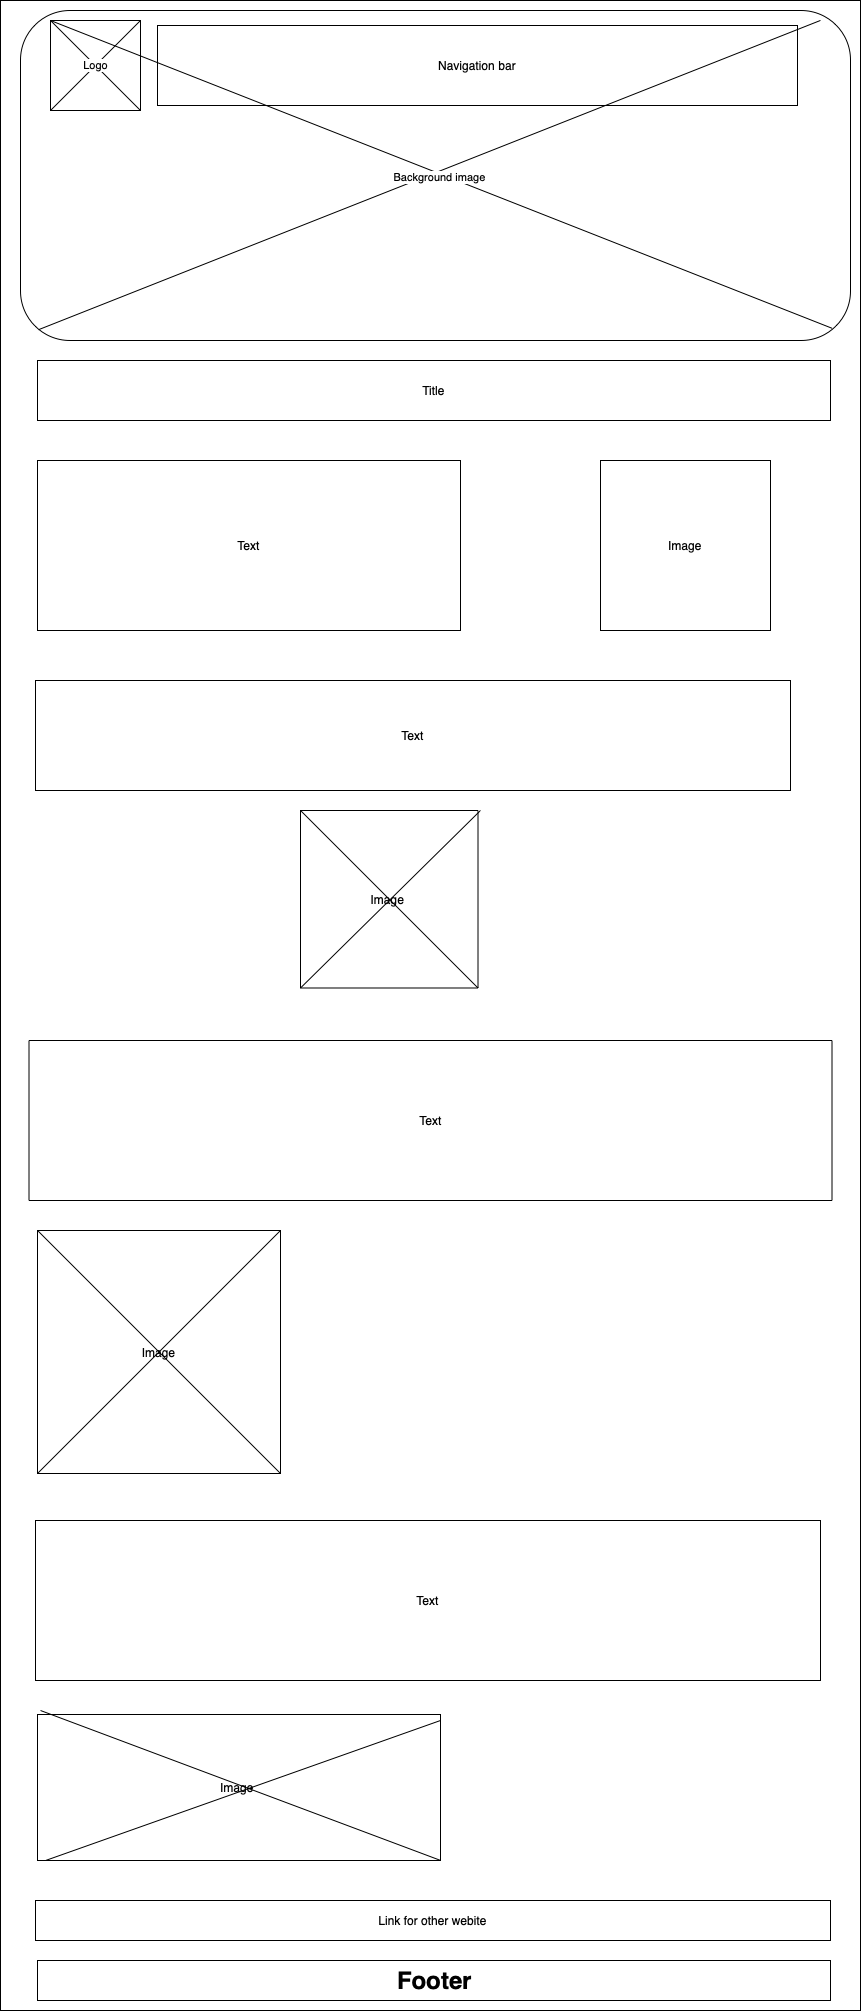 Logo
Navigation bar
Background image
Title
Text
Image
Text
Image
Text
Image
Text
Image
Link for other webite
Footer